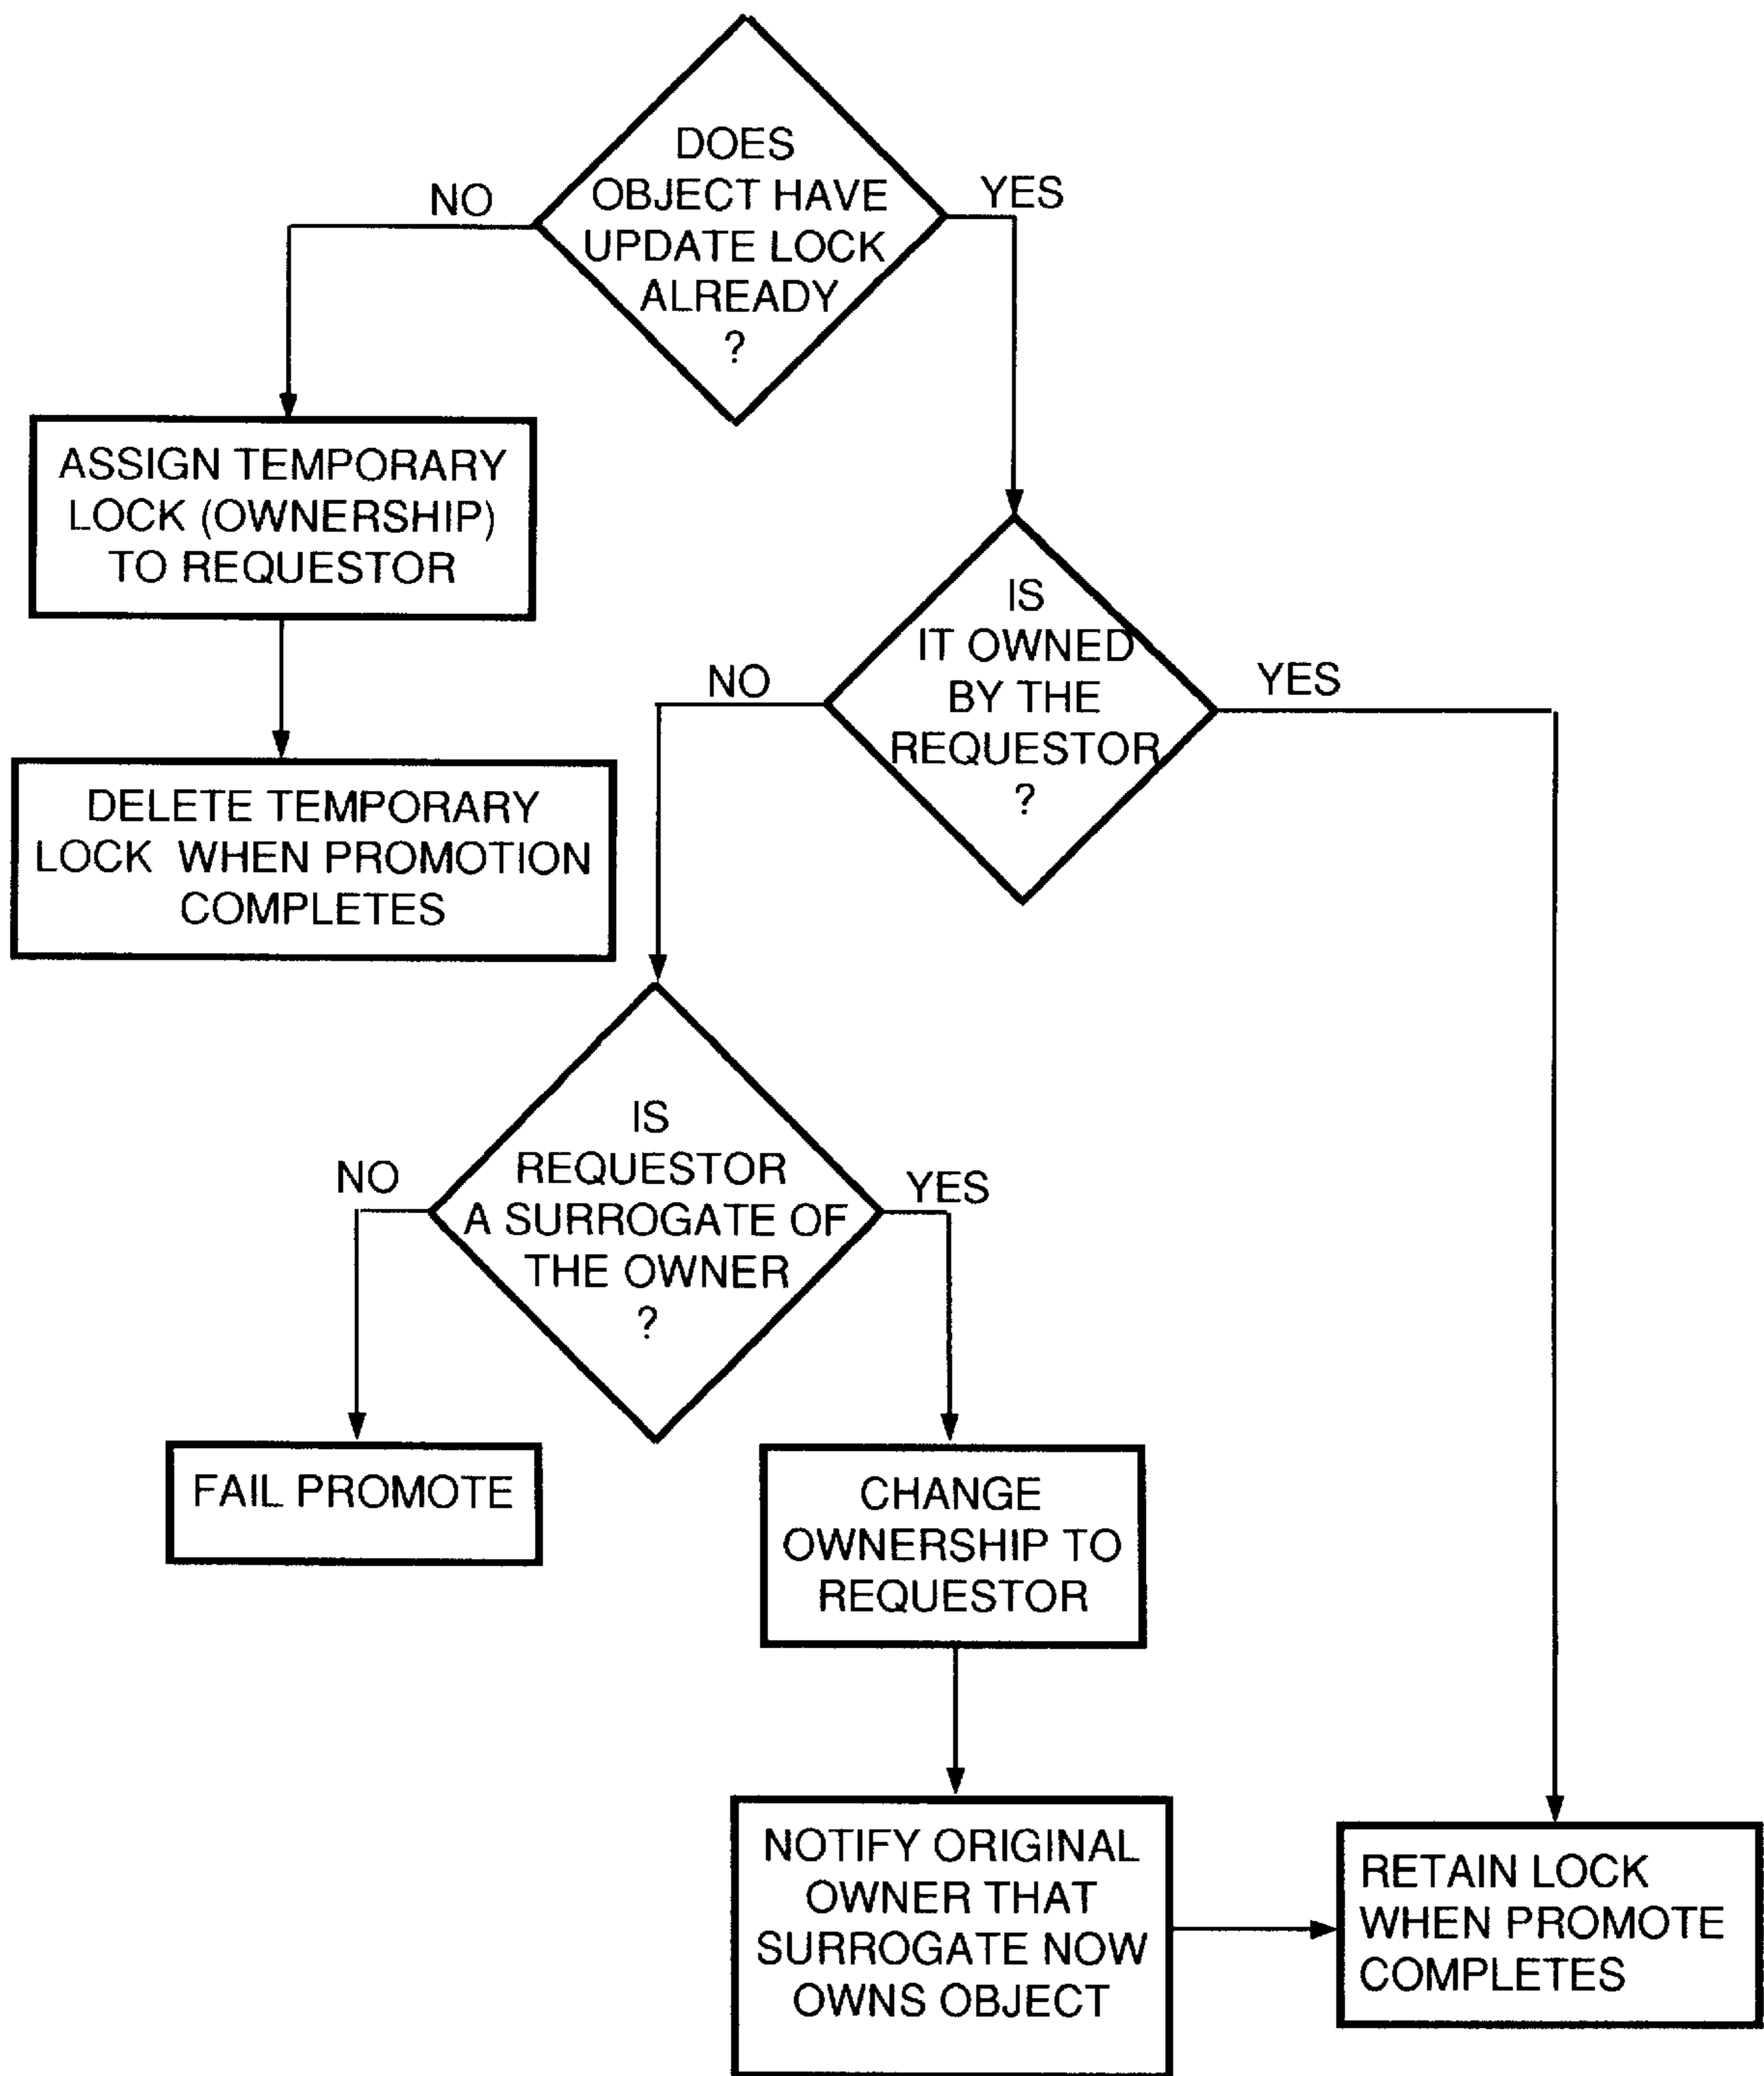 DOES
OBJECT HAVE
UPDATE LOCK
ALREADY
?
NO
YES
ASSIGN TEMPORARY
LOCK (OWNERSHIP)
TO REQUESTOR
DELETE TEMPORARY
LOCK WHEN PROMOTION
COMPLETES
IS
IT OWNED
BY THE
REQUESTOR
?
NO
YES
IS
REQUESTOR
A SURROGATE OF
THE OWNER
?
NO
YES
FAIL PROMOTE
CHANGE
OWNERSHIP TO
REQUESTOR
NOTIFY ORIGINAL
OWNER THAT
SURROGATE NOW
OWNS OBJECT
RETAIN LOCK
WHEN PROMOTE
COMPLETES